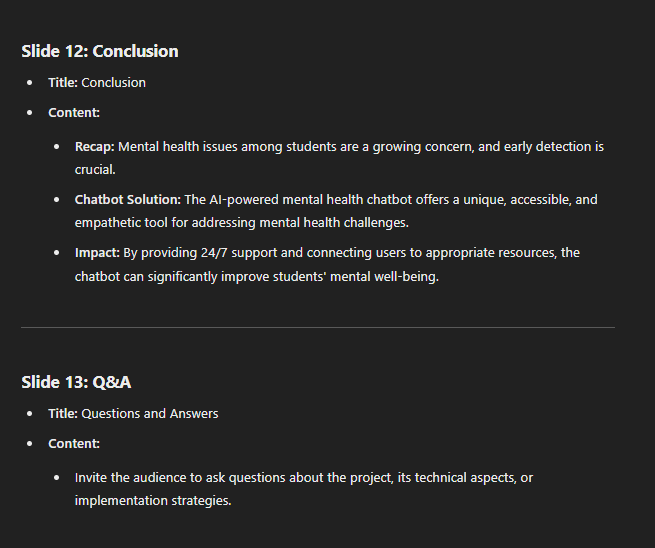 Slide 12: Conclusion
• Title: Conclusion
• Content:
• Recap: Mental health issues among students are a growing concern, and early detection is
crucial.
• Chatbot Solution: The AI-powered mental health chatbot offers a unique, accessible, and
empathetic tool for addressing mental health challenges.
• Impact: By providing 24/7 support and connecting users to appropriate resources, the
chatbot can significantly improve students' mental well-being.
Slide 13: Q&A
• Title: Questions and Answers
• Content:
• Invite the audience to ask questions about the project, its technical aspects, or
implementation strategies.